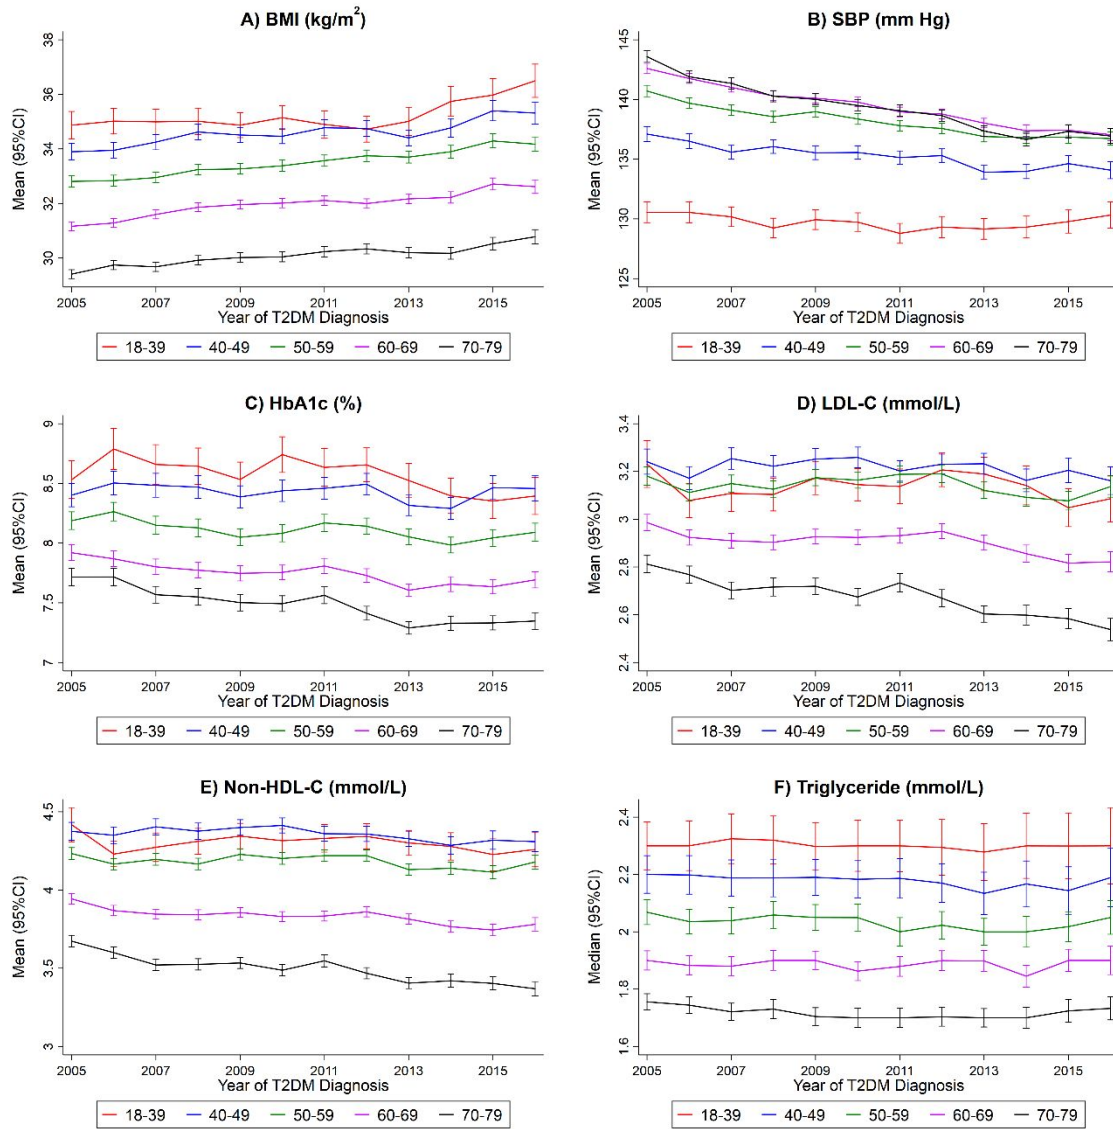 A) BMI (kg/m²)
Mean (95%CI)
38
36
34
32
30
2005 2007 2009 2011 2013 2015
Year of T2DM Diagnosis
18-39 40-49 50-59 60-69 70-79
B) SBP (mm Hg)
Mean (95%CI)
145
140
135
130
125
2005 2007 2009 2011 2013 2015
Year of T2DM Diagnosis
18-39 40-49 50-59 60-69 70-79
C) HbA1c (%)
Mean (95%CI)
9
8.5
8
7.5
7
2005 2007 2009 2011 2013 2015
Year of T2DM Diagnosis
18-39 40-49 50-59 60-69 70-79
D) LDL-C (mmol/L)
Mean (95%CI)
3.4
3.2
3
2.8
2.6
2.4
2005 2007 2009 2011 2013 2015
Year of T2DM Diagnosis
18-39 40-49 50-59 60-69 70-79
E) Non-HDL-C (mmol/L)
Mean (95%CI)
4.5
4
3.5
3
2005 2007 2009 2011 2013 2015
Year of T2DM Diagnosis
18-39 40-49 50-59 60-69 70-79
F) Triglyceride (mmol/L)
Median (95%CI)
2.4
2.2
2
1.8
1.6
2005 2007 2009 2011 2013 2015
Year of T2DM Diagnosis
18-39 40-49 50-59 60-69 70-79